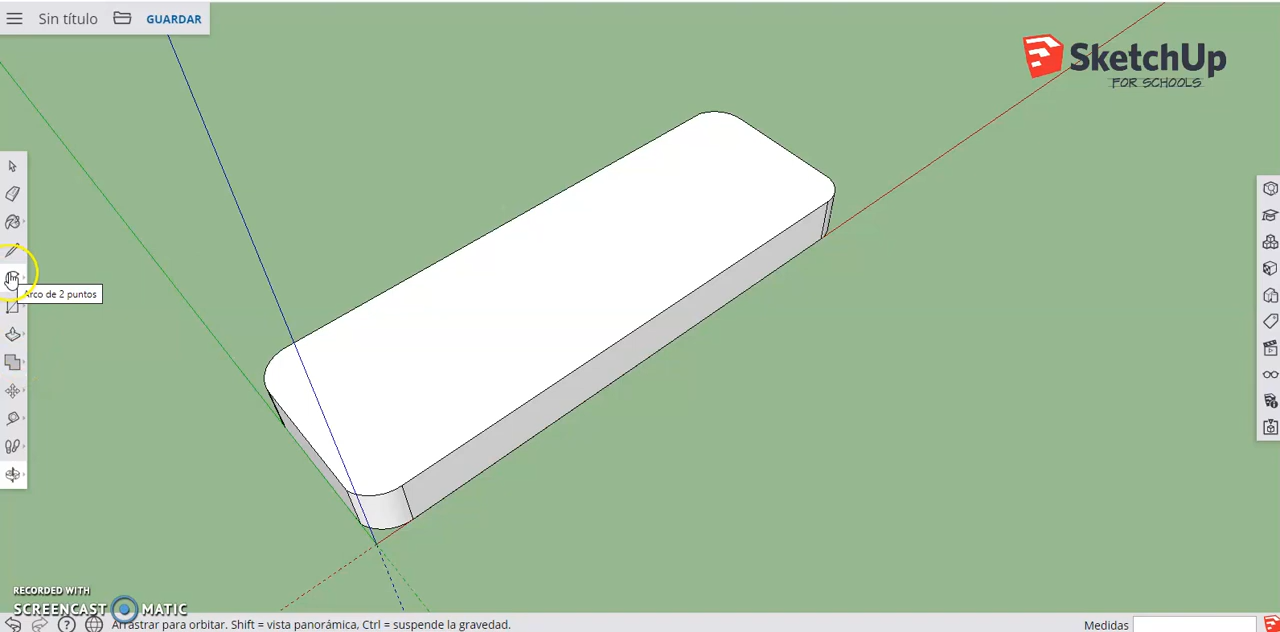 Sin título
GUARDAR
SketchUp
FOR SCHOOLS
Arco de 2 puntos
RECORDED WITH
SCREENCAST MATIC
Arrastrar para orbitar. Shift = vista panorámica, Ctrl = suspende la gravedad.
Medidas